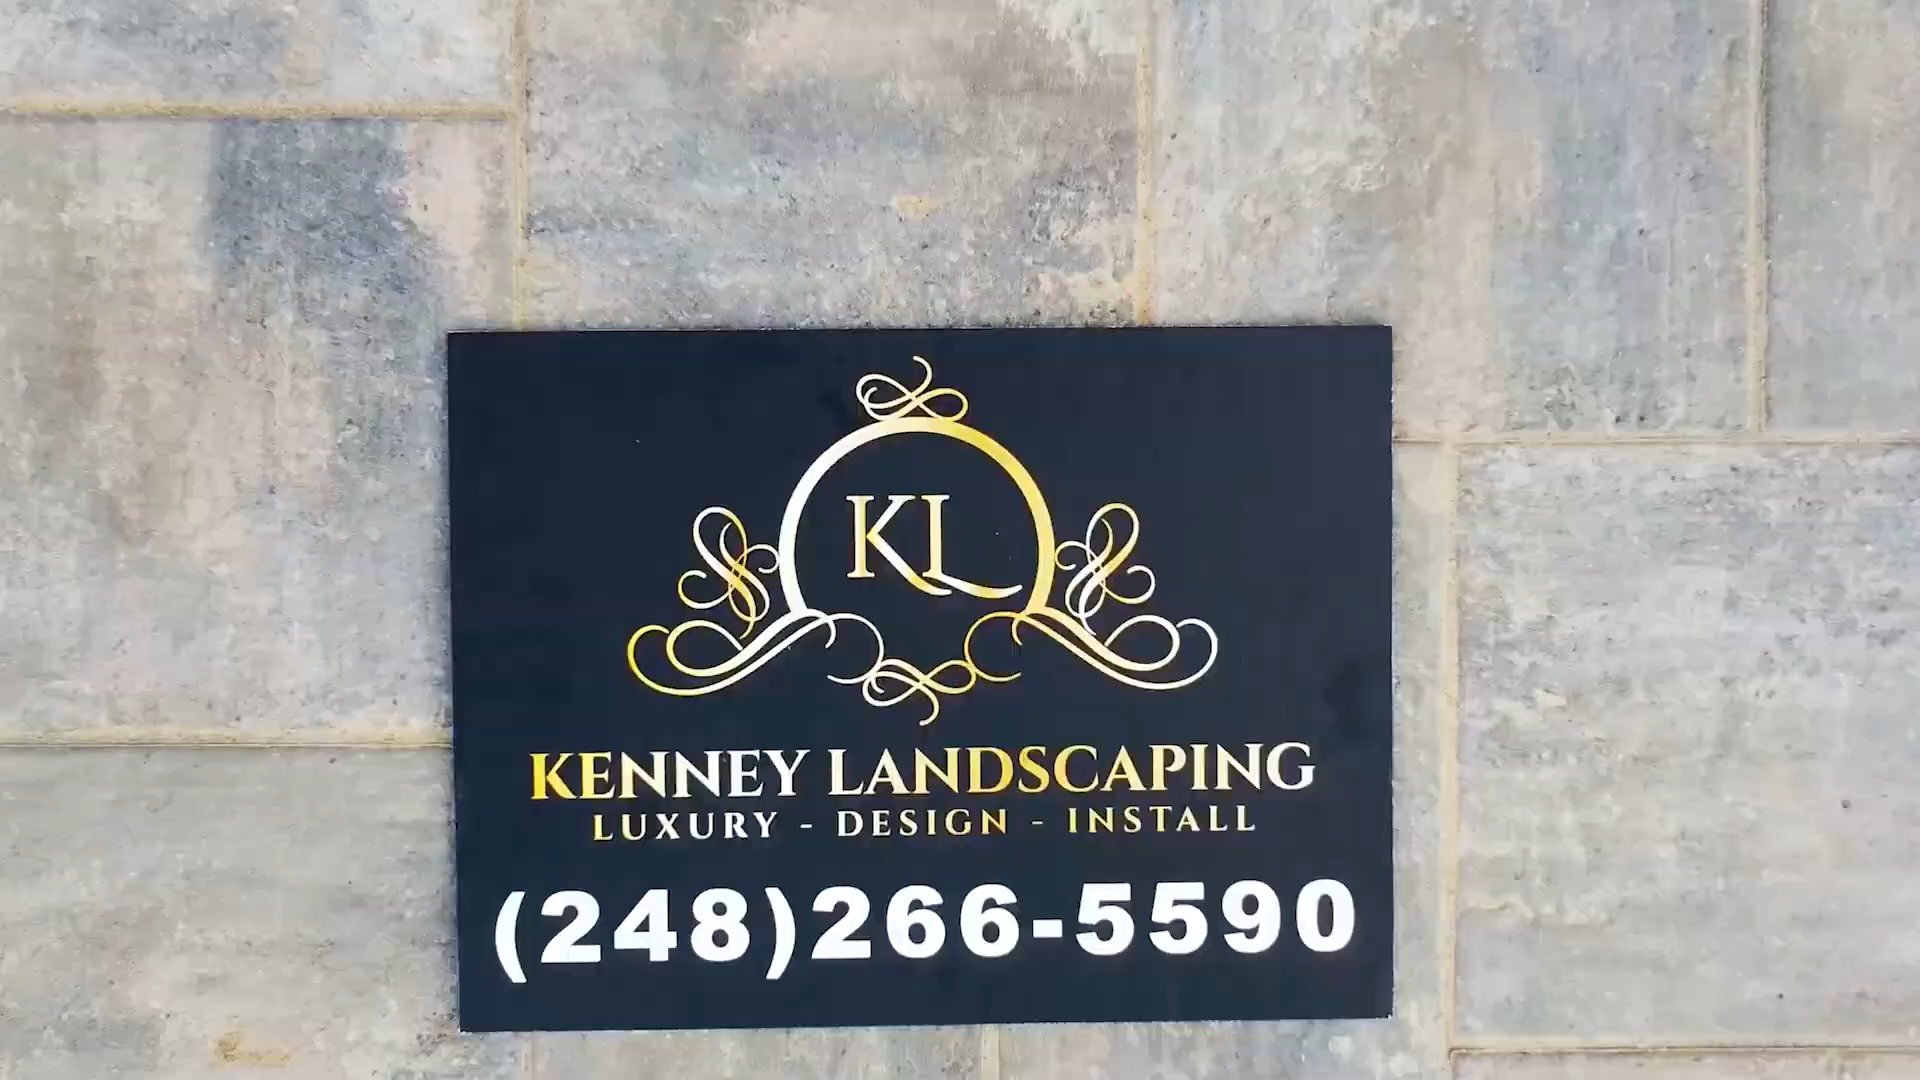 KL
KENNEY LANDSCAPING
LUXURY - DESIGN - INSTALL
(248)266-5590